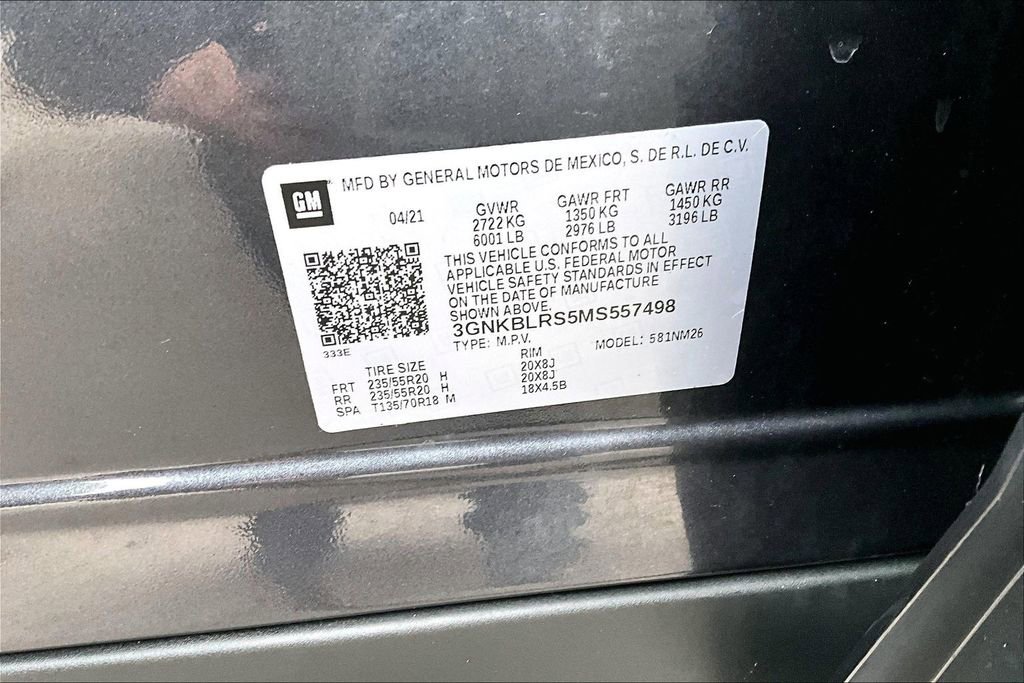 GM
MFD BY GENERAL MOTORS DE MEXICO, S. DE R.L. DE C.V.
04/21
GVWR GAWR FRT GAWR RR
2722 KG 1350 KG 1450 KG
6001 LB 2976 LB 3196 LB
THIS VEHICLE CONFORMS TO ALL
APPLICABLE U.S. FEDERAL MOTOR
VEHICLE SAFETY STANDARDS IN EFFECT
ON THE DATE OF MANUFACTURE
SHOWN ABOVE.
3GNKBLRS5MS557498
333E
TYPE: M.P.V. MODEL: 581NM26
TIRE SIZE RIM
FRT 235/55R20 H 20X8J
RR 235/55R20 H 20X8J
SPA T135/70R18 M 18X4.5B